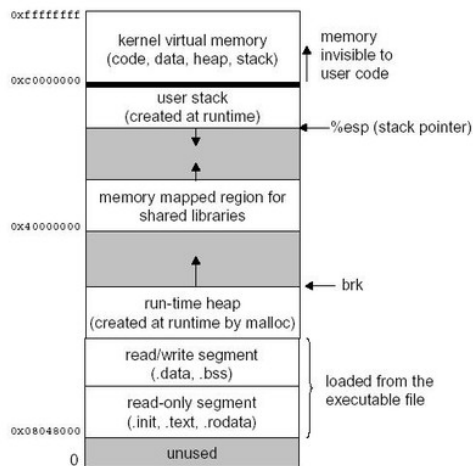 0xffffffff
kernel virtual memory
(code, data, heap, stack)
memory
invisible to
user code
0xc0000000
user stack
(created at runtime)
%esp (stack pointer)
memory mapped region for
shared libraries
0x40000000
brk
run-time heap
(created at runtime by malloc)
read/write segment
(.data, .bss)
loaded from the
executable file
read-only segment
(.init, .text, .rodata)
0x08048000
unused
0